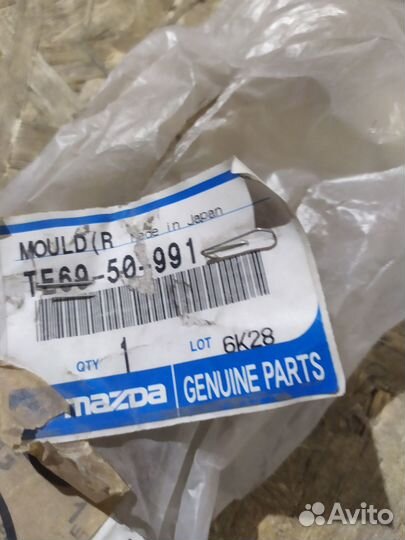 MOULD(R Made in Japan
TE69-50-991
QTY 1 LOT 6K28
mazda GENUINE PARTS
Avito